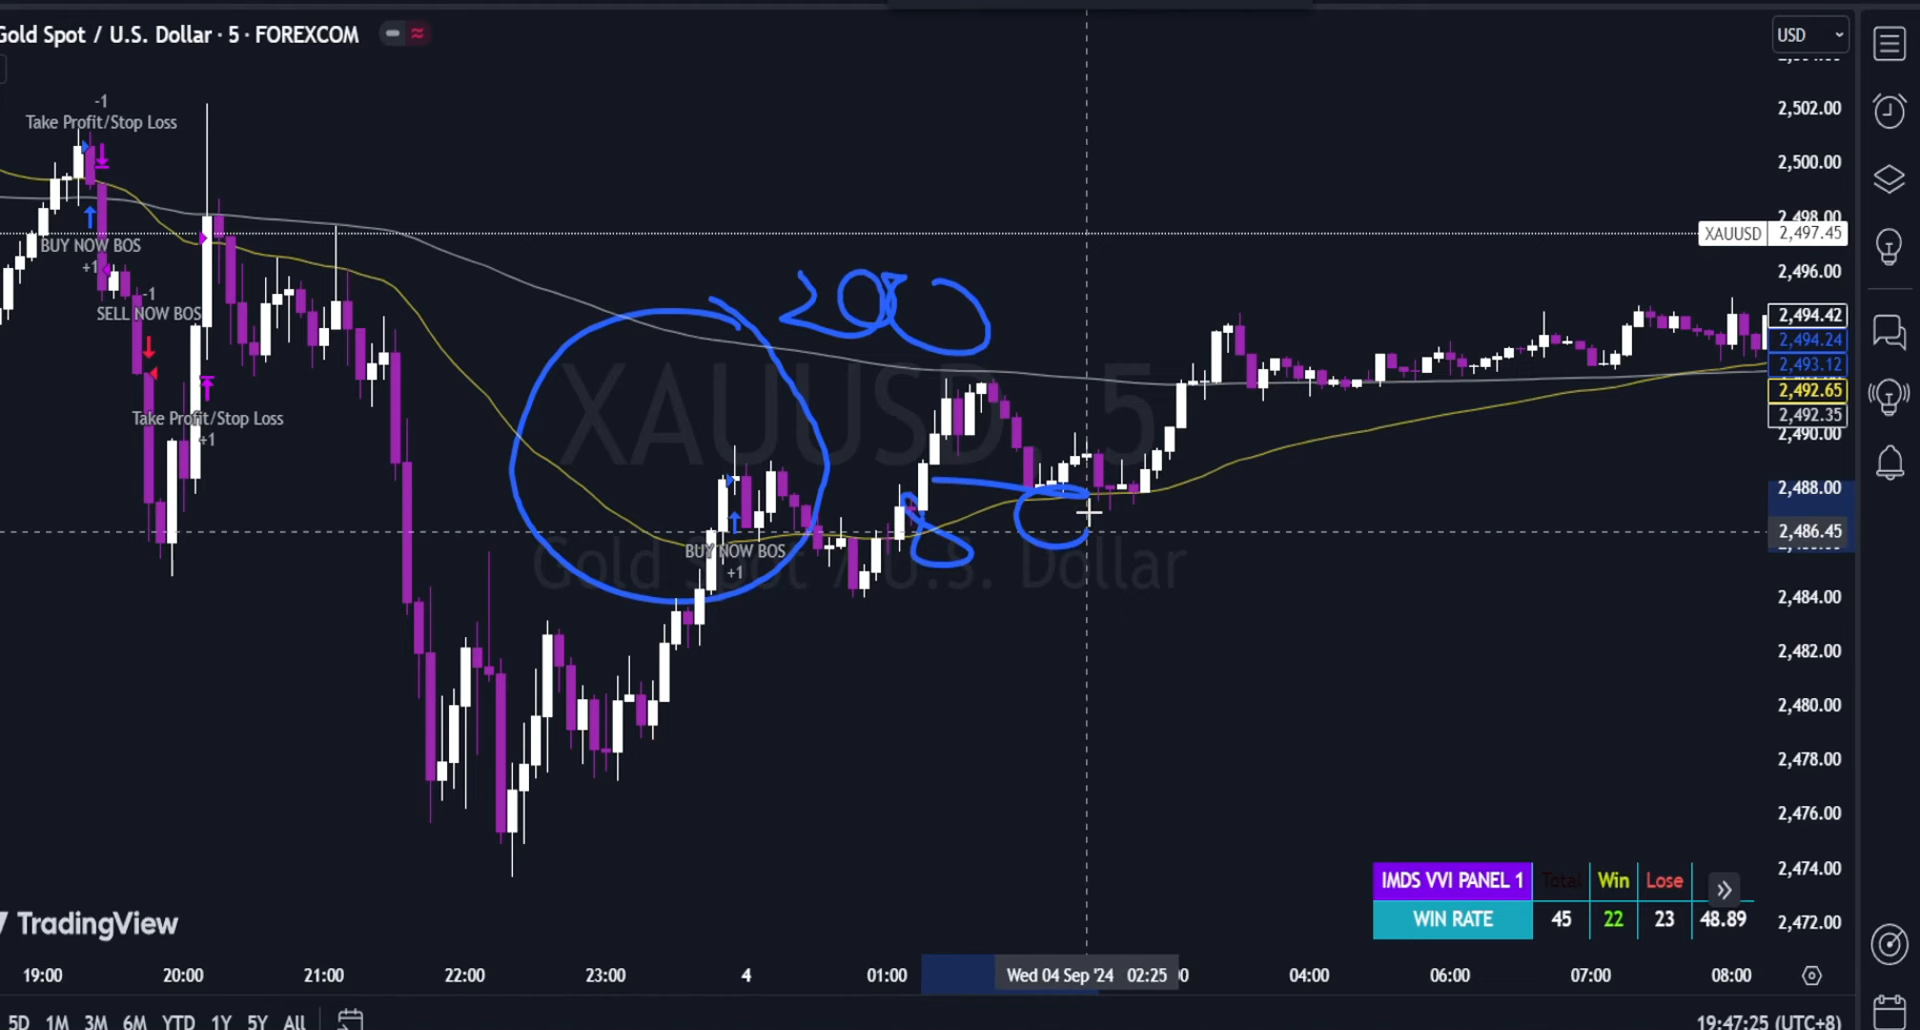 Gold Spot / U.S. Dollar · 5 · FOREXCOM
USD
-1
Take Profit/Stop Loss
BUY NOW BOS
+1
-1
SELL NOW BOS
Take Profit/Stop Loss
+1
200
50
BUY NOW BOS
+1
XAUUSD, 5
Gold Spot / U.S. Dollar
2,502.00
2,500.00
2,498.00
XAUUSD 2,497.45
2,496.00
2,494.42
2,494.24
2,493.12
2,492.65
2,492.35
2,490.00
2,488.00
2,486.45
2,484.00
2,482.00
2,480.00
2,478.00
2,476.00
2,474.00
2,472.00
IMDS VVI PANEL 1 Total Win Lose
WIN RATE 45 22 23 48.89
TradingView
19:00 20:00 21:00 22:00 23:00 4 01:00 Wed 04 Sep '24 02:25 04:00 06:00 07:00 08:00
5D 1M 3M 6M YTD 1Y 5Y All
19:47:25 (UTC+8)